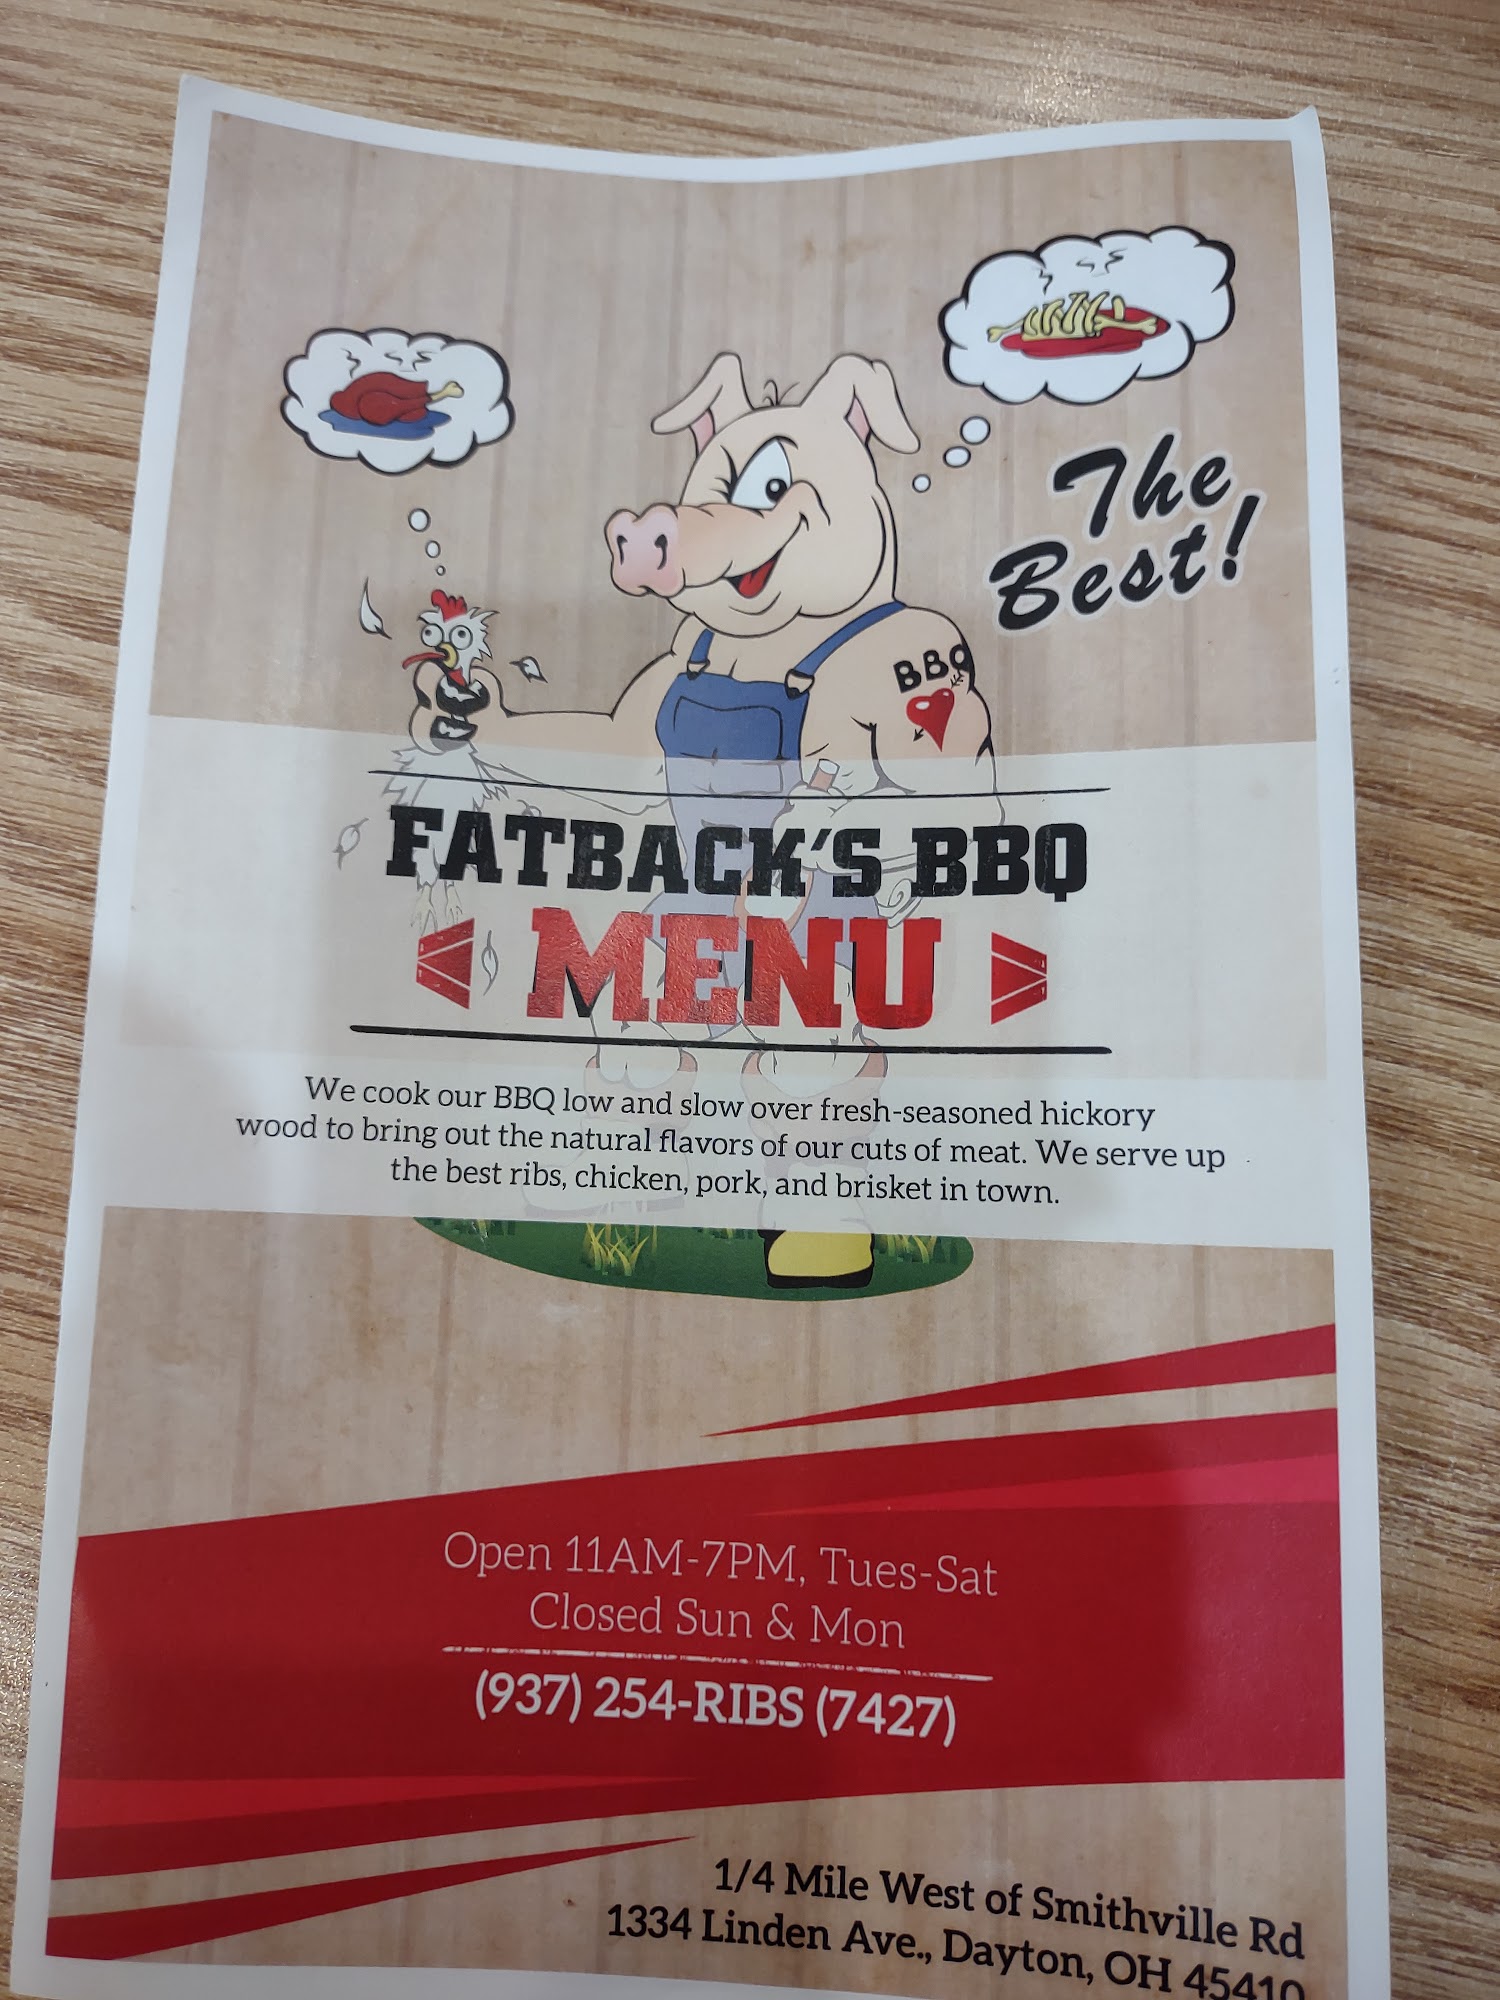 The
Best!
BBQ
FATBACK'S BBQ
MENU
We cook our BBQ low and slow over fresh-seasoned hickory
wood to bring out the natural flavors of our cuts of meat. We serve up
the best ribs, chicken, pork, and brisket in town.
Open 11AM-7PM, Tues-Sat
Closed Sun & Mon
(937) 254-RIBS (7427)
1/4 Mile West of Smithville Rd
1334 Linden Ave., Dayton, OH 45410